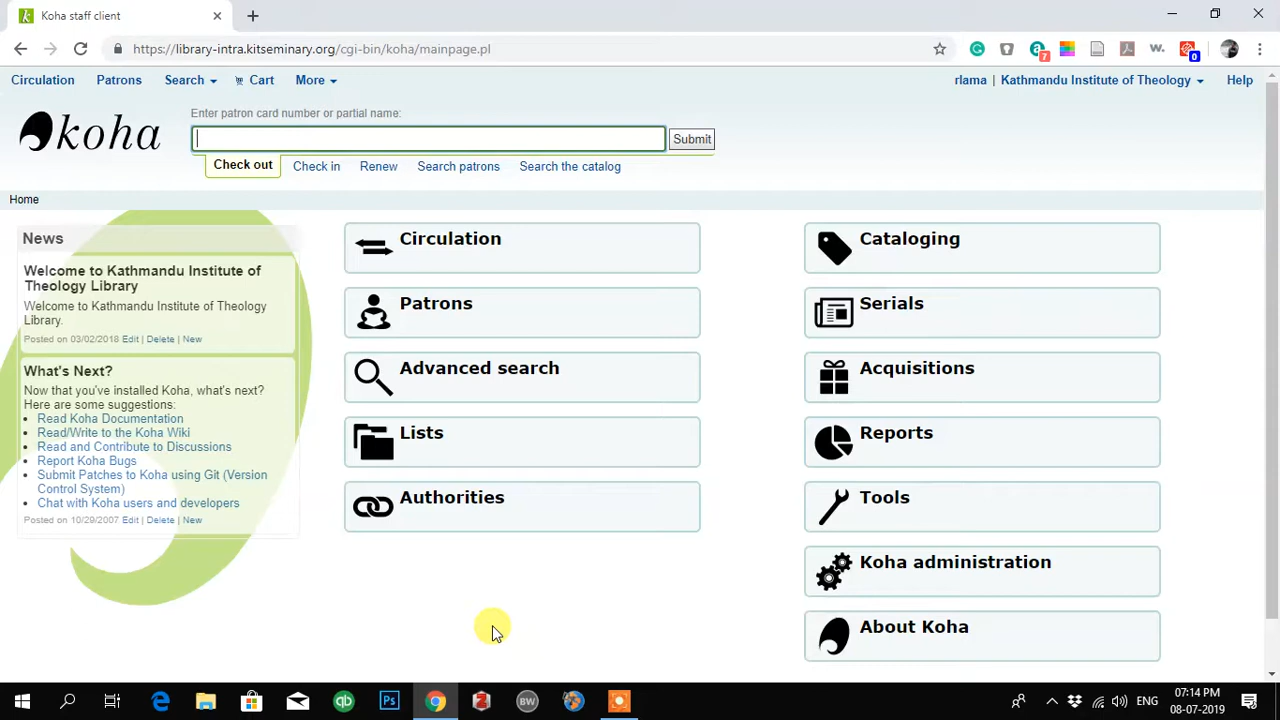 Koha staff client
https://library-intra.kitseminary.org/cgi-bin/koha/mainpage.pl
7
0
Circulation Patrons Search Cart More rlama | Kathmandu Institute of Theology Help
Enter patron card number or partial name:
koha
Submit
Check out Check in Renew Search patrons Search the catalog
Home
News
Welcome to Kathmandu Institute of
Theology Library
Welcome to Kathmandu Institute of Theology
Library.
Posted on 03/02/2018 Edit | Delete | New
What's Next?
Now that you've installed Koha, what's next?
Here are some suggestions:
• Read Koha Documentation
• Read/Write to the Koha Wiki
• Read and Contribute to Discussions
• Report Koha Bugs
• Submit Patches to Koha using Git (Version
Control System)
• Chat with Koha users and developers
Posted on 10/29/2007 Edit | Delete | New
Circulation
Patrons
Advanced search
Lists
Authorities
Cataloging
Serials
Acquisitions
Reports
Tools
Koha administration
About Koha
qb
Ps
BW
ENG
07:14 PM
08-07-2019